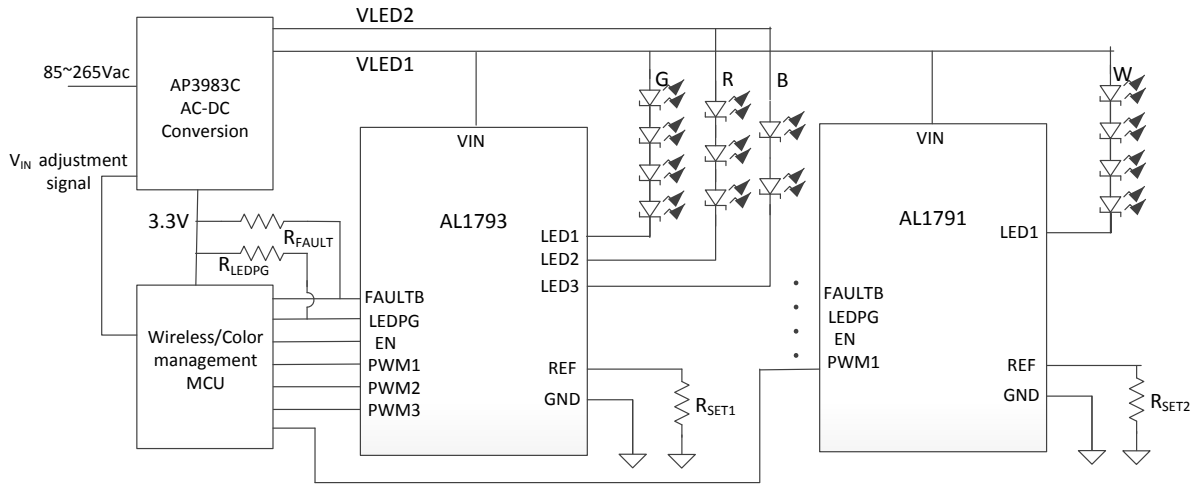 VLED2
VLED1
85~265Vac
AP3983C
AC-DC
Conversion
G
R
B
W
VIN adjustment
signal
3.3V
RFAULT
RLEDPG
VIN
AL1793
LED1
LED2
LED3
FAULTB
LEDPG
EN
PWM1
PWM2
PWM3
REF
GND
Wireless/Color
management
MCU
RSET1
VIN
AL1791
LED1
FAULTB
LEDPG
EN
PWM1
REF
GND
RSET2